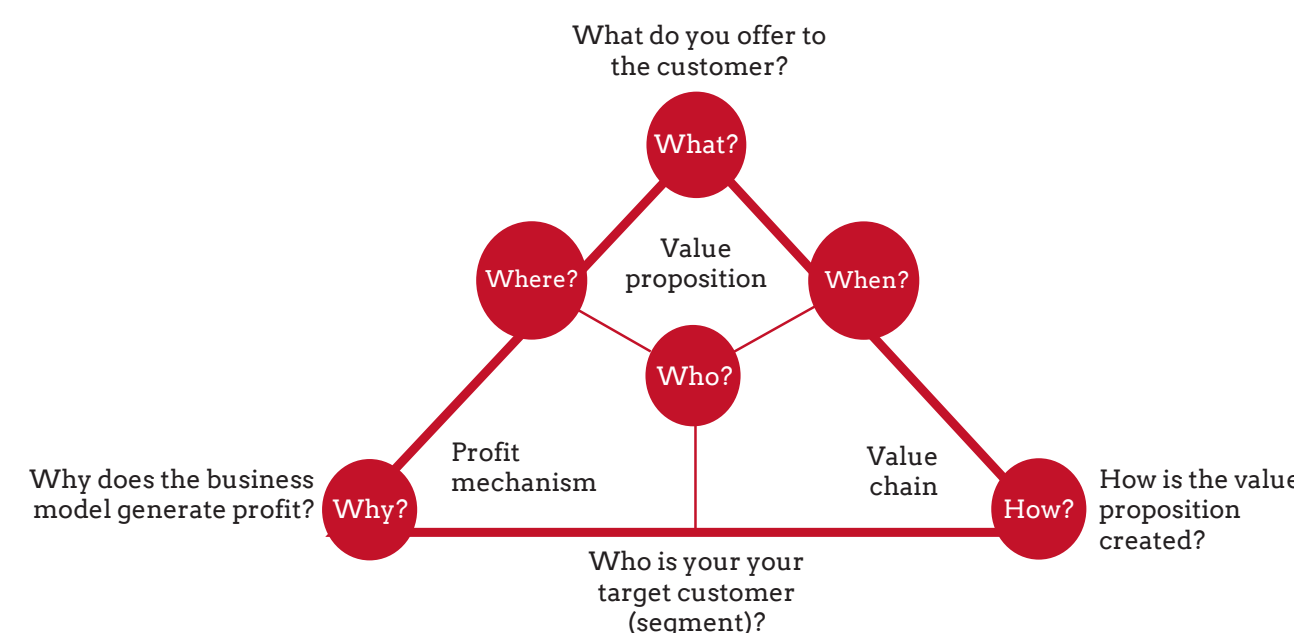 What do you offer to
the customer?
What?
Value
proposition
Where?
When?
Who?
Profit
mechanism
Value
chain
Why does the business
model generate profit?
Why?
How?
How is the value
proposition
created?
Who is your your
target customer
(segment)?